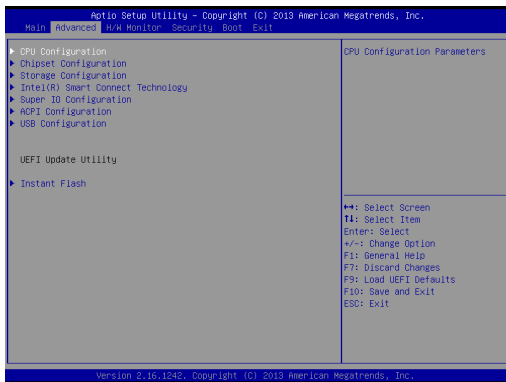 Aptio Setup Utility – Copyright (C) 2013 American Megatrends, Inc.
Main Advanced H/W Monitor Security Boot Exit
CPU Configuration
Chipset Configuration
Storage Configuration
Intel(R) Smart Connect Technology
Super IO Configuration
ACPI Configuration
USB Configuration
UEFI Update Utility
Instant Flash
CPU Configuration Parameters
↔: Select Screen
↑↓: Select Item
Enter: Select
+/-: Change Option
F1: General Help
F7: Discard Changes
F9: Load UEFI Defaults
F10: Save and Exit
ESC: Exit
Version 2.16.1242. Copyright (C) 2013 American Megatrends, Inc.